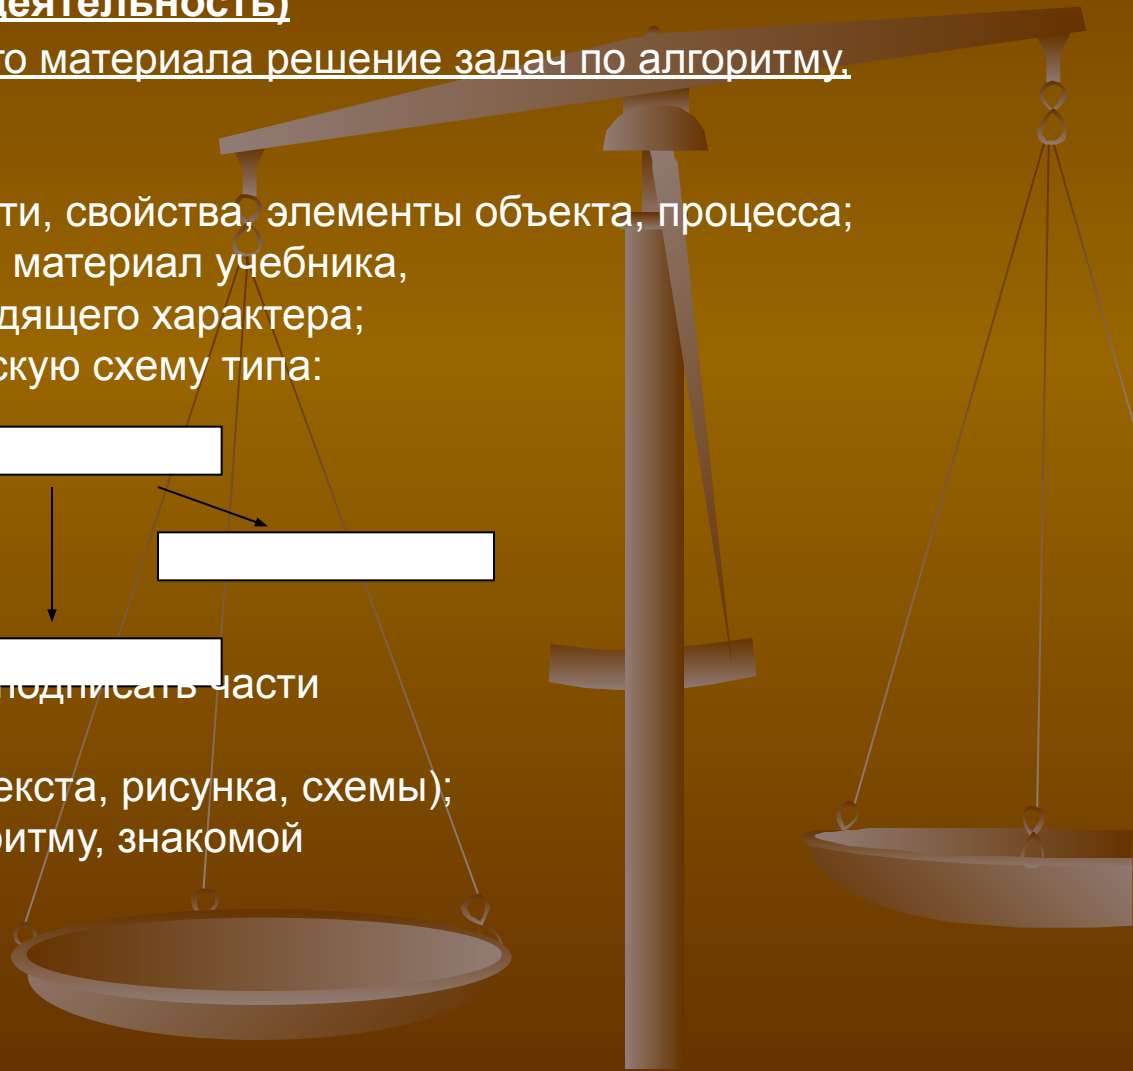 деятельность)
го материала решение задач по алгоритму,
ти, свойства, элементы объекта, процесса;
материал учебника,
дящего характера;
скую схему типа:
подписать части
екста, рисунка, схемы);
ритму, знакомой